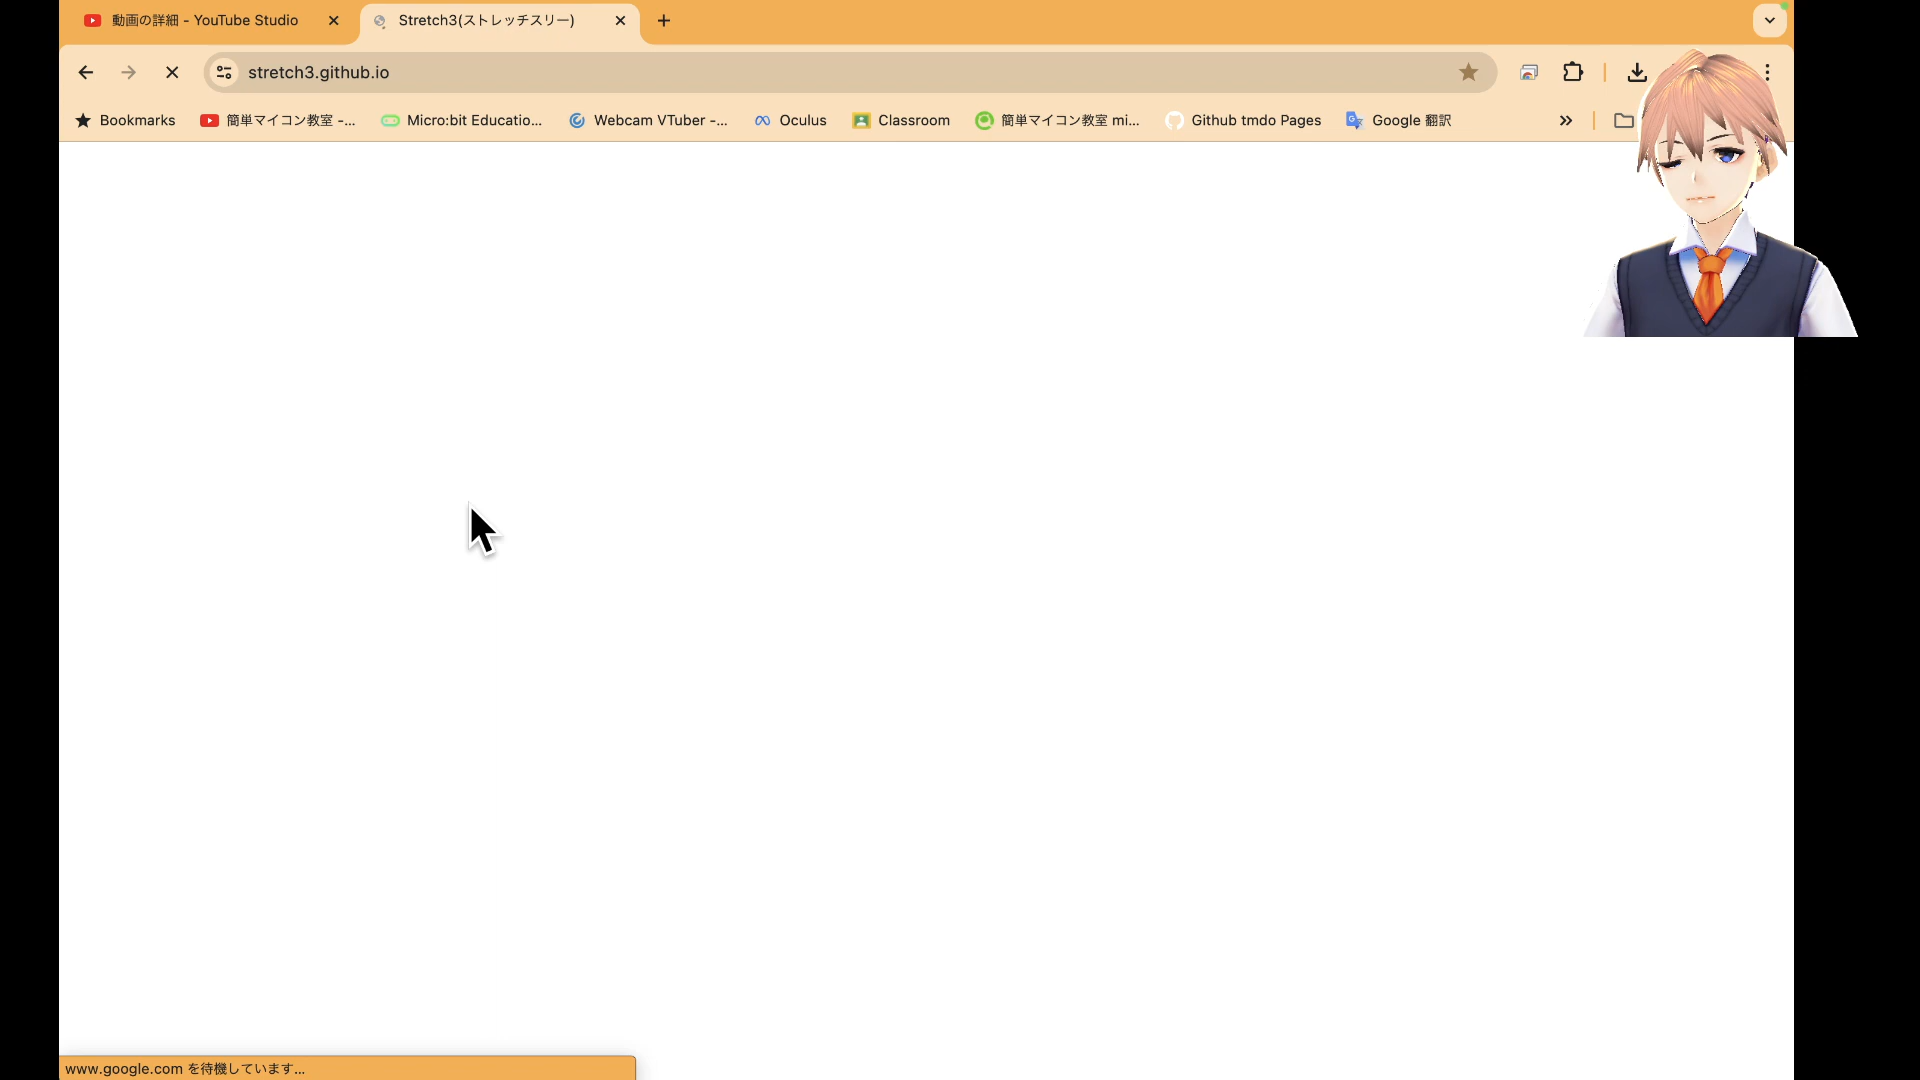 動画の詳細 - YouTube Studio
Stretch3(ストレッチスリー)
stretch3.github.io
Bookmarks
簡単マイコン教室 -...
Micro:bit Educatio...
Webcam VTuber -...
Oculus
Classroom
簡単マイコン教室 mi...
Github tmdo Pages
Google 翻訳
www.google.com を待機しています...